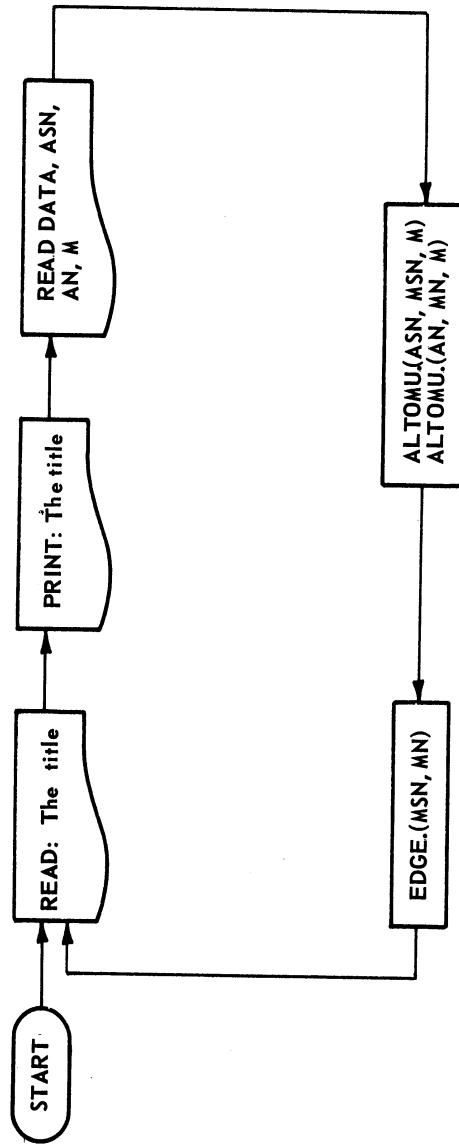 START
READ: The title
PRINT: The title
READ DATA, ASN,
AN, M
ALTOMU.(ASN, MSN, M)
ALTOMU.(AN, MN, M)
EDGE.(MSN, MN)